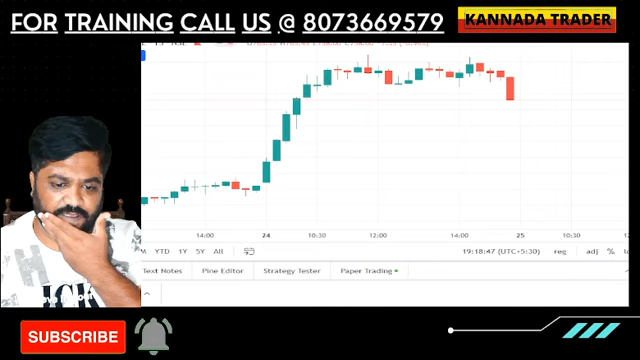 FOR TRAINING CALL US @ 8073669579
KANNADA TRADER
14:00 24 10:30 12:00 14:00 25 10:30
YTD 1Y 5Y All 19:18:47 (UTC+5:30) reg adj % lo
Text Notes Pine Editor Strategy Tester Paper Trading
SUBSCRIBE